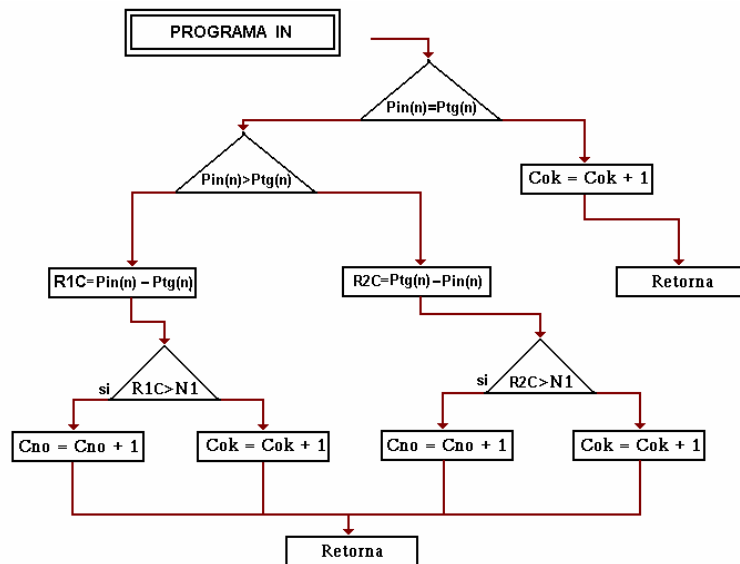 PROGRAMA IN
Pin(n)=Ptg(n)
Pin(n)>Ptg(n)
Cok = Cok + 1
R1C=Pin(n) – Ptg(n)
R2C=Ptg(n) –Pin(n)
Retorna
si
R1C>N1
si
R2C>N1
Cno = Cno + 1
Cok = Cok + 1
Cno = Cno + 1
Cok = Cok + 1
Retorna